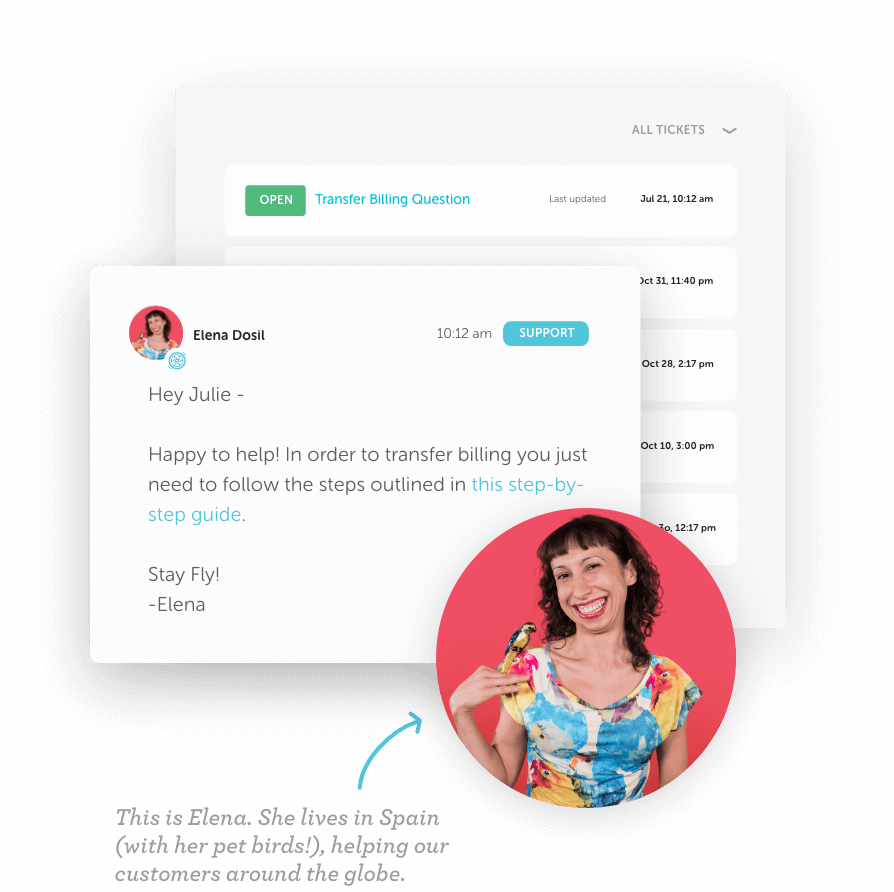 ALL TICKETS
OPEN Transfer Billing Question Last updated Jul 21, 10:12 am
Oct 31, 11:40 pm
Elena Dosil 10:12 am SUPPORT
Oct 28, 2:17 pm
Hey Julie -
Oct 10, 3:00 pm
Happy to help! In order to transfer billing you just
need to follow the steps outlined in this step-by-
step guide.
12:17 pm
Stay Fly!
-Elena
This is Elena. She lives in Spain
(with her pet birds!), helping our
customers around the globe.